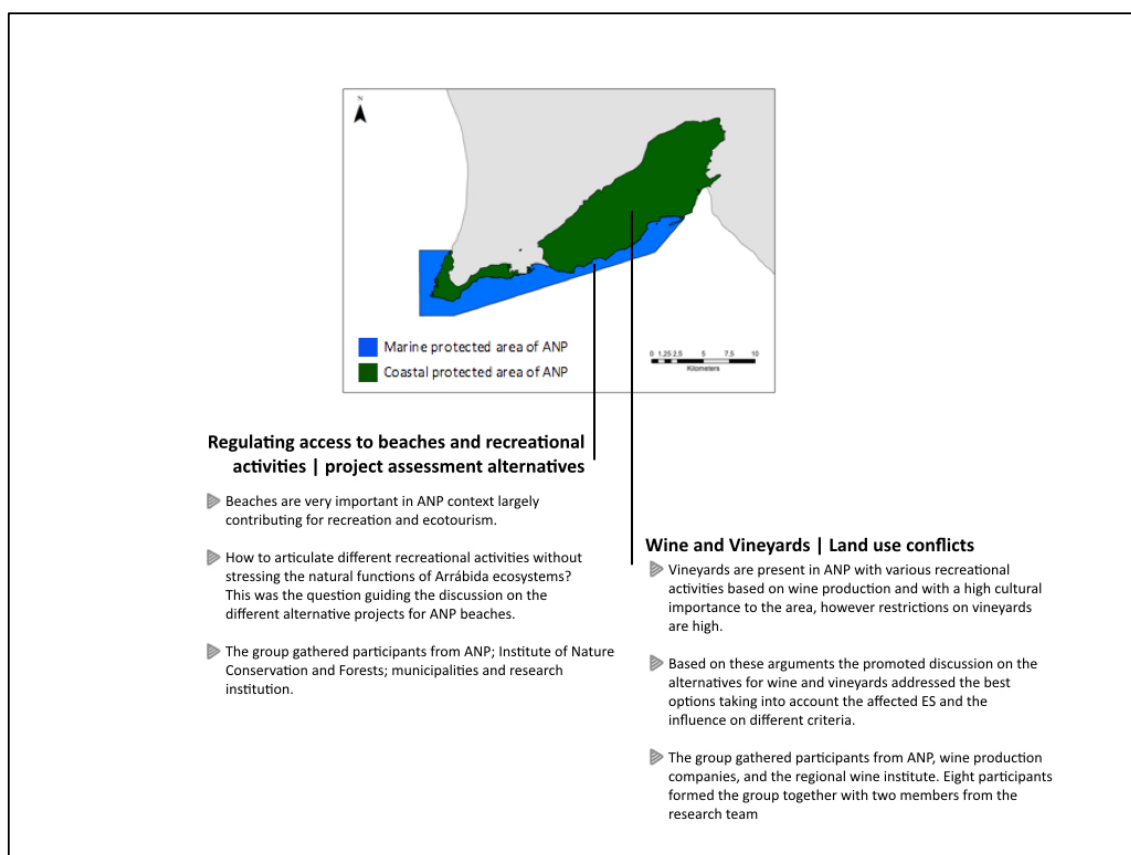 N
Marine protected area of ANP
Coastal protected area of ANP
0 1,25 2,5 5 7,5 10
Kilometers
Regulating access to beaches and recreational
activities | project assessment alternatives
Beaches are very important in ANP context largely
contributing for recreation and ecotourism.
How to articulate different recreational activities without
stressing the natural functions of Arrábida ecosystems?
This was the question guiding the discussion on the
different alternative projects for ANP beaches.
The group gathered participants from ANP; Institute of Nature
Conservation and Forests; municipalities and research
institution.
Wine and Vineyards | Land use conflicts
Vineyards are present in ANP with various recreational
activities based on wine production and with a high cultural
importance to the area, however restrictions on vineyards
are high.
Based on these arguments the promoted discussion on the
alternatives for wine and vineyards addressed the best
options taking into account the affected ES and the
influence on different criteria.
The group gathered participants from ANP, wine production
companies, and the regional wine institute. Eight participants
formed the group together with two members from the
research team